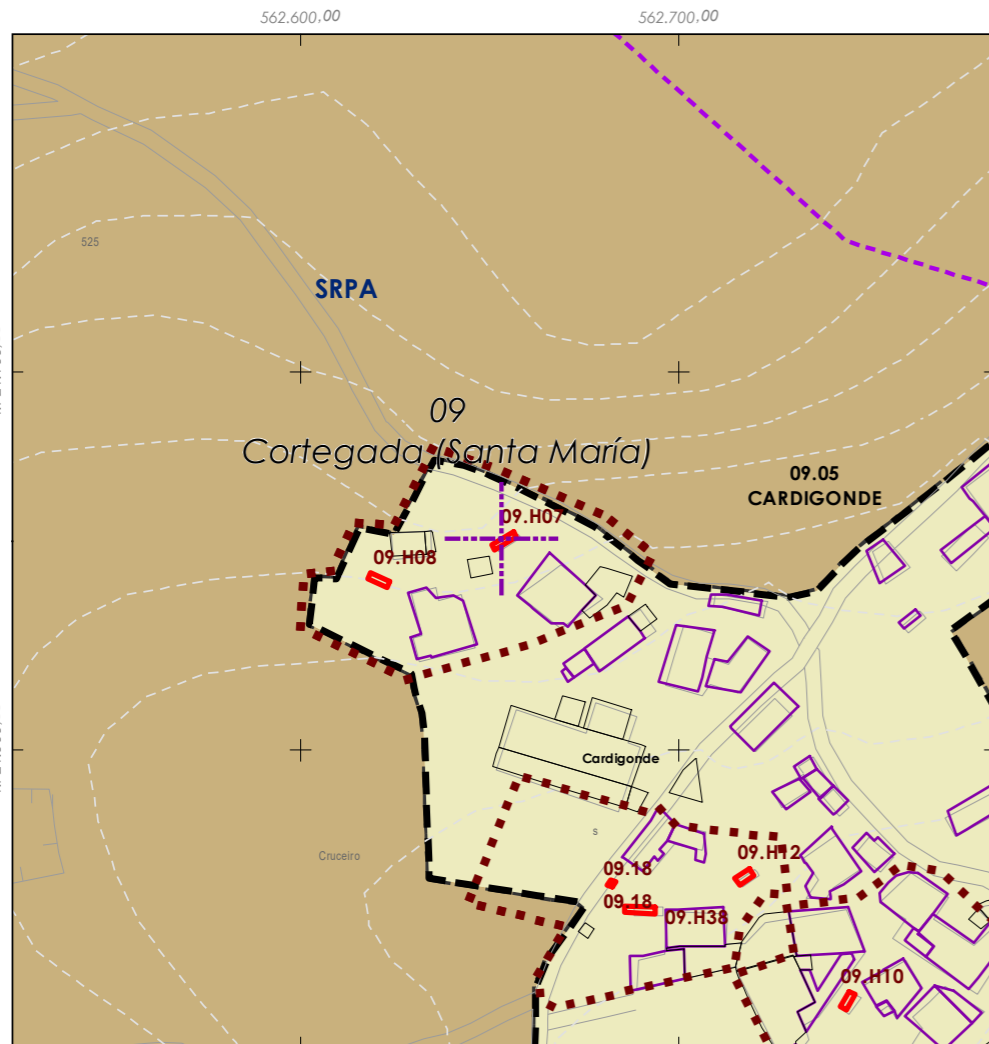 562.600,00
562.700,00
525
SRPA
09
Cortegada (Santa María)
09.05
CARDIGONDE
09.H07
09.H08
Cardigonde
s
Cruceiro
09.18
09.H12
09.18
09.H38
09.H10